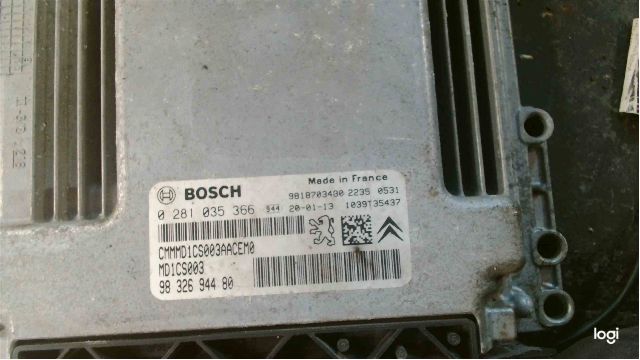 Made in France
BOSCH 9818703480 2235 0531
0 281 035 366 944 20-01-13 1039T35437
CMMMD1CS003AACEM0
MD1CS003
98 326 944 80
logi